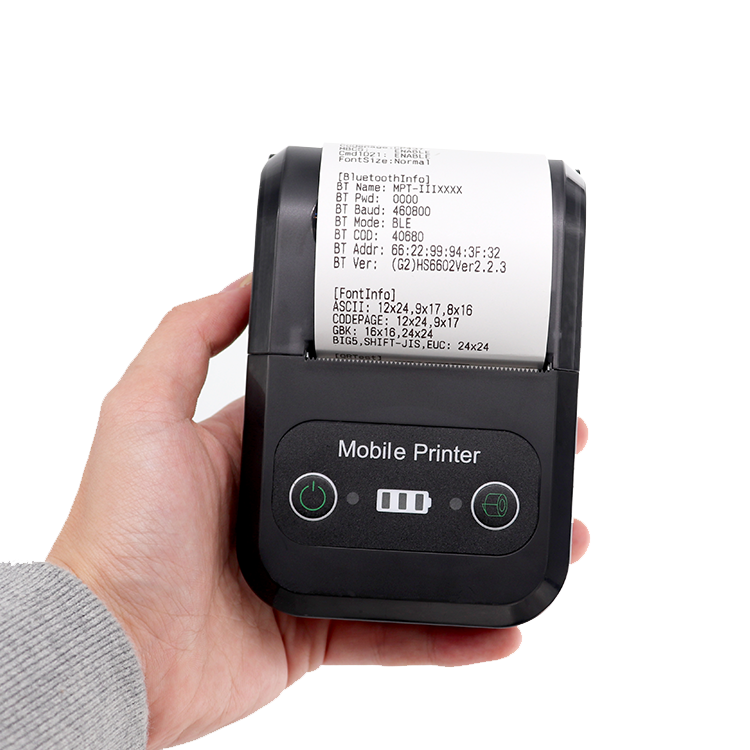 Cmd1D21: ENABLE
FontSize:Normal
[BluetoothInfo]
BT Name: MPT-IIIXXXX
BT Pwd: 0000
BT Baud: 460800
BT Mode: BLE
BT COD: 40680
BT Addr: 66:22:99:94:3F:32
BT Ver: (G2)HS6602Ver2.2.3
[FontInfo]
ASCII: 12x24,9x17,8x16
CODEPAGE: 12x24,9x17
GBK: 16x16,24x24
BIG5,SHIFT-JIS,EUC: 24x24
Mobile Printer